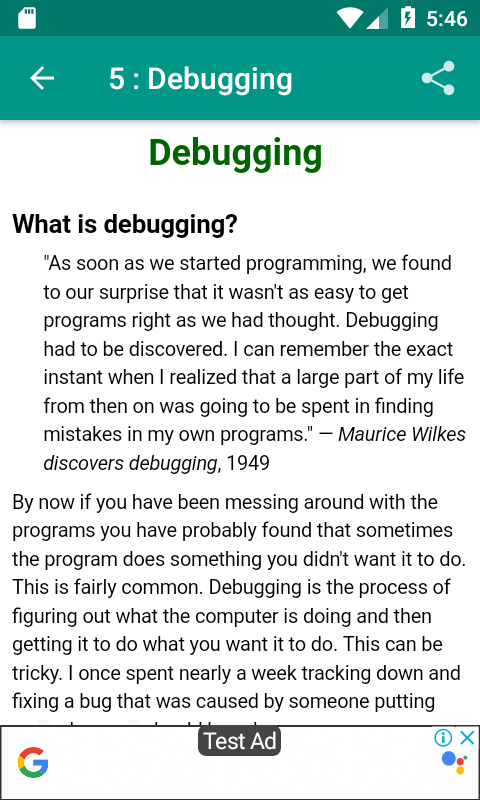 5:46
5 : Debugging
Debugging
What is debugging?
"As soon as we started programming, we found
to our surprise that it wasn't as easy to get
programs right as we had thought. Debugging
had to be discovered. I can remember the exact
instant when I realized that a large part of my life
from then on was going to be spent in finding
mistakes in my own programs." — Maurice Wilkes
discovers debugging, 1949
By now if you have been messing around with the
programs you have probably found that sometimes
the program does something you didn't want it to do.
This is fairly common. Debugging is the process of
figuring out what the computer is doing and then
getting it to do what you want it to do. This can be
tricky. I once spent nearly a week tracking down and
fixing a bug that was caused by someone putting
Test Ad